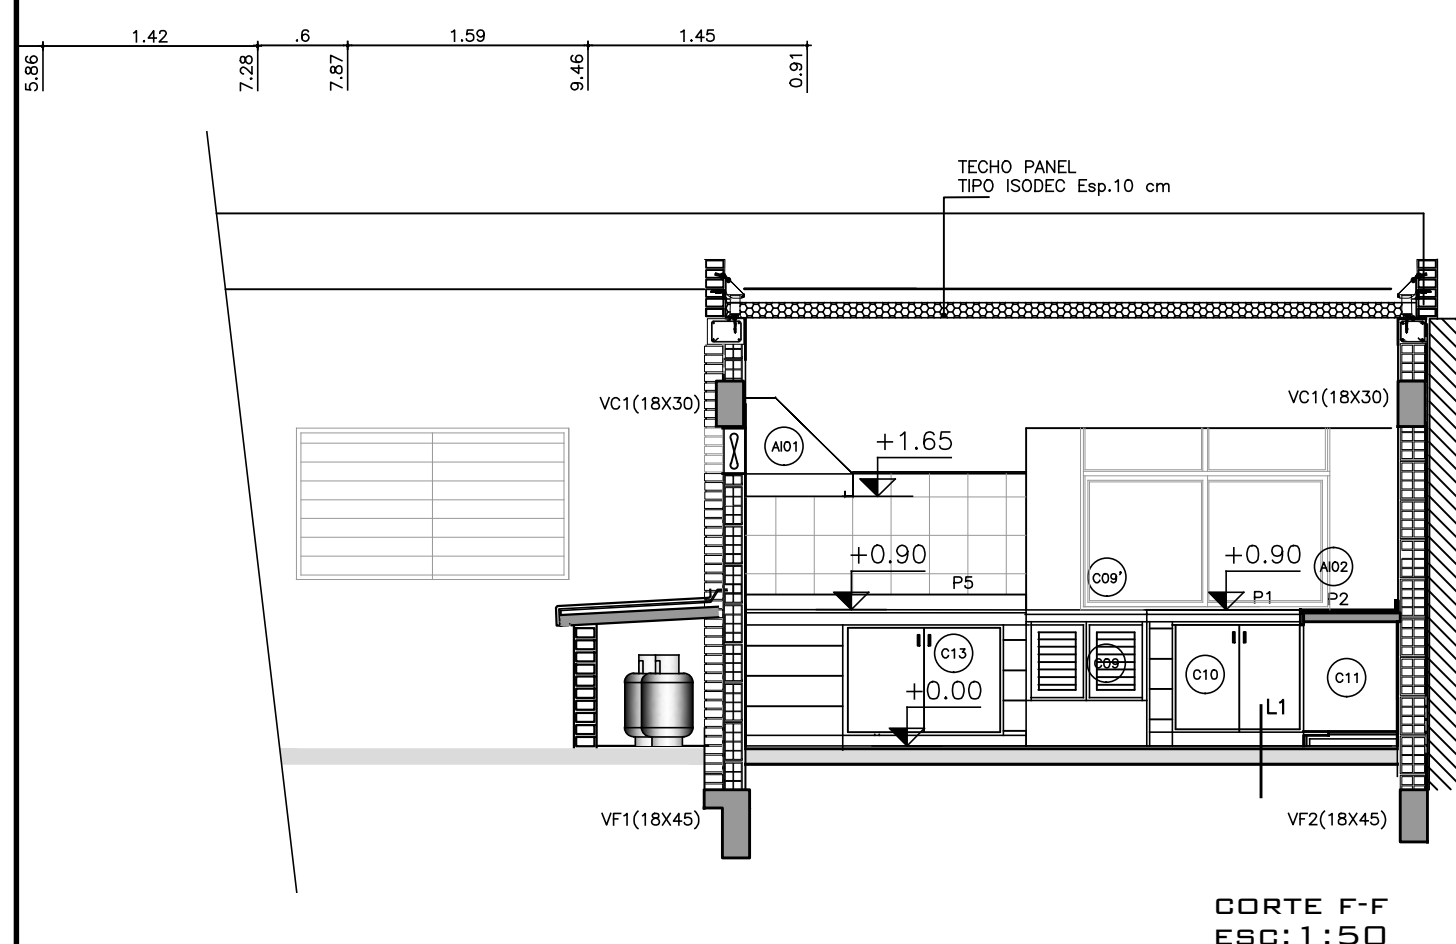 1.42
.6
1.59
1.45
5.86
7.28
7.87
9.46
0.91
TECHO PANEL
TIPO ISODEC Esp.10 cm
VC1(18X30)
VC1(18X30)
AI01
+1.65
+0.90
P5
C09'
+0.90
AI02
P1
P2
C13
C09
C10
C11
+0.00
L1
VF1(18X45)
VF2(18X45)
CORTE F-F
ESC:1:50